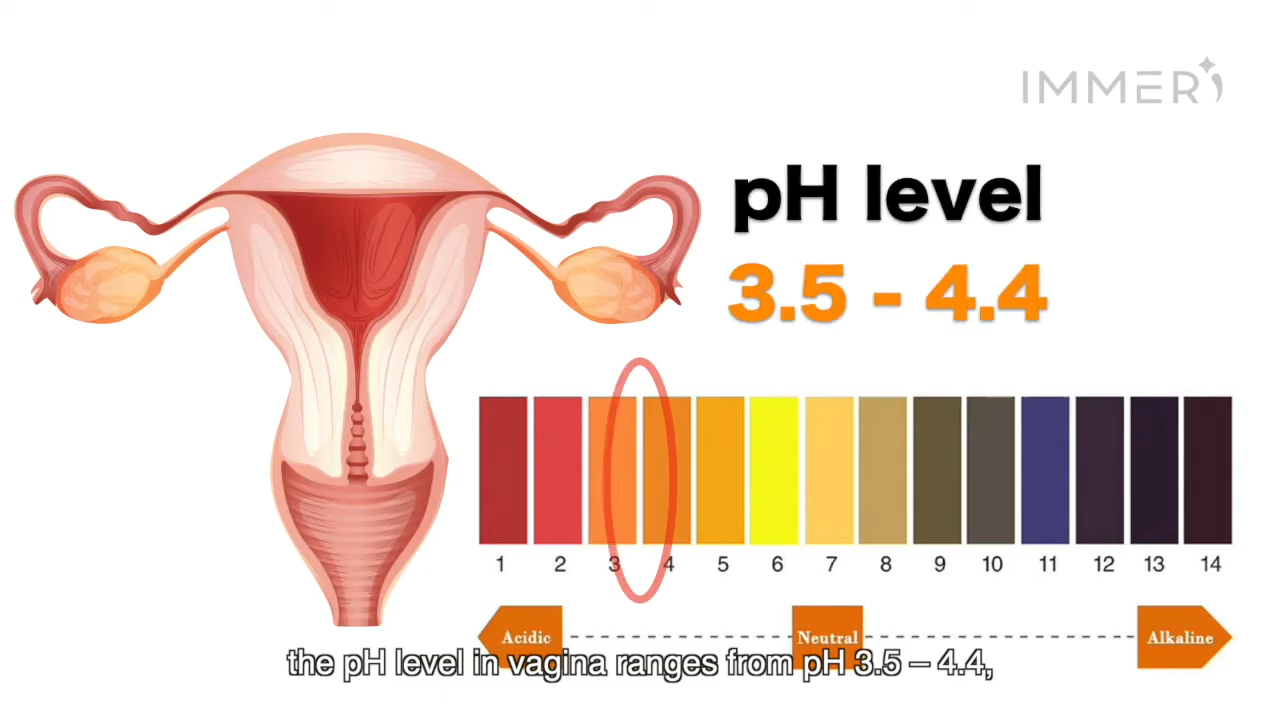 IMMERI
pH level
3.5 - 4.4
1 2 3 4 5 6 7 8 9 10 11 12 13 14
Acidic Neutral Alkaline
the pH level in vagina ranges from pH 3.5 – 4.4,